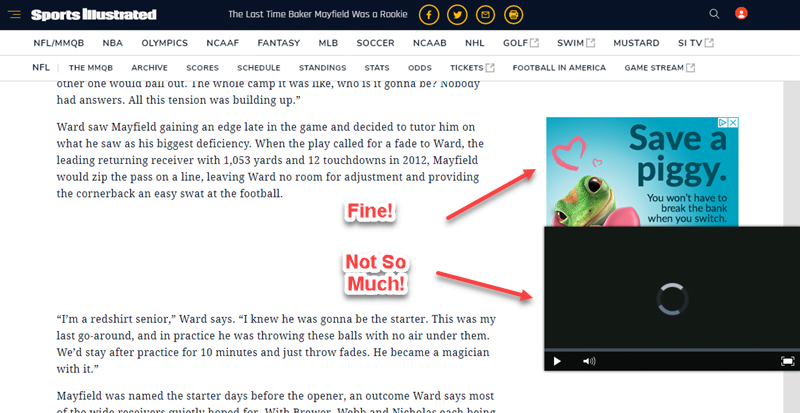 Sports Illustrated
The Last Time Baker Mayfield Was a Rookie
NFL/MMQB NBA OLYMPICS NCAAF FANTASY MLB SOCCER NCAAB NHL GOLF SWIM MUSTARD SI TV
NFL THE MMQB ARCHIVE SCORES SCHEDULE STANDINGS STATS ODDS TICKETS FOOTBALL IN AMERICA GAME STREAM
other one would ball out. The whole camp it was like, who is it gonna be? Nobody
had answers. All this tension was building up.”
Ward saw Mayfield gaining an edge late in the game and decided to tutor him on
what he saw as his biggest deficiency. When the play called for a fade to Ward, the
leading returning receiver with 1,053 yards and 12 touchdowns in 2012, Mayfield
would zip the pass on a line, leaving Ward no room for adjustment and providing
the cornerback an easy swat at the football.
Save a
piggy.
You won't have to
break the bank
when you switch.
Fine!
Not So
Much!
“I’m a redshirt senior,” Ward says. “I knew he was gonna be the starter. This was my
last go-around, and in practice he was throwing these balls with no air under them.
We’d stay after practice for 10 minutes and just throw fades. He became a magician
with it.”
Mayfield was named the starter days before the opener, an outcome Ward says most
of the wide receivers quietly hoped for. With Brewer, Webb and Nicholas each being